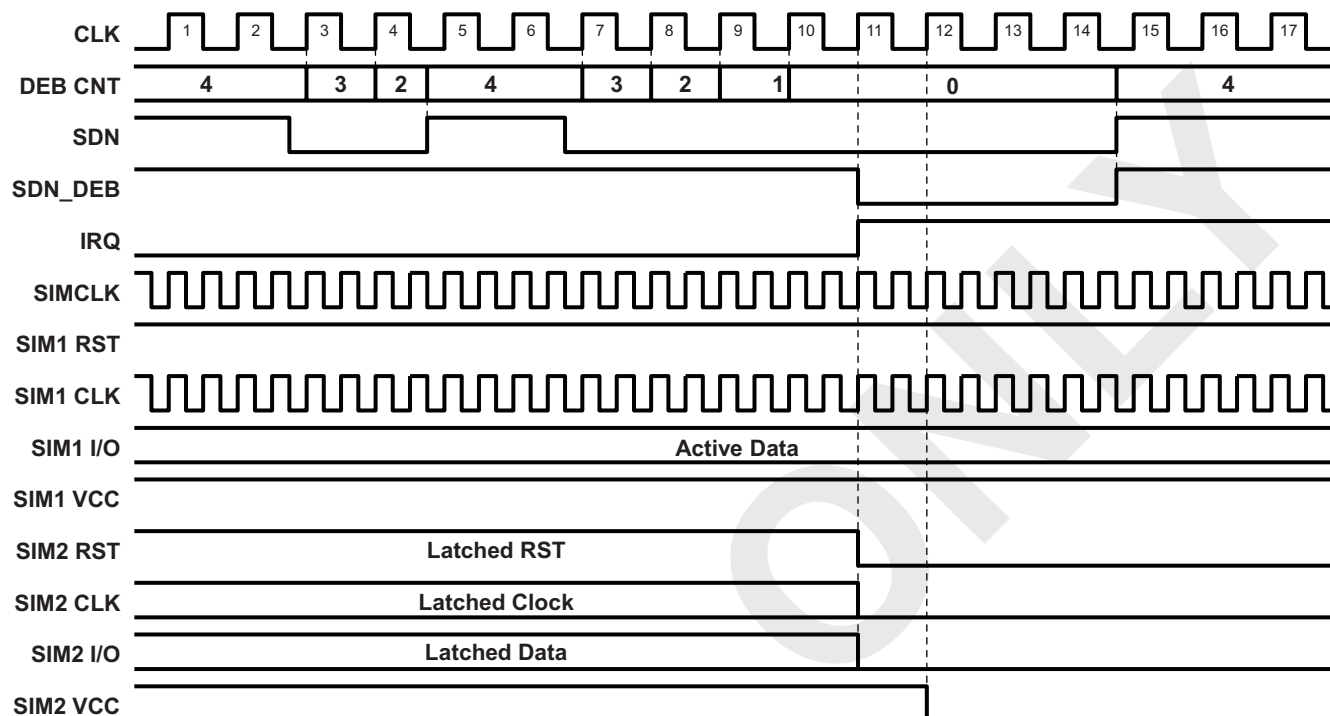 CLK 1 2 3 4 5 6 7 8 9 10 11 12 13 14 15 16 17
DEB CNT 4 3 2 4 3 2 1 0 4
SDN
SDN_DEB
IRQ
SIMCLK
SIM1 RST
SIM1 CLK
SIM1 I/O Active Data
SIM1 VCC
SIM2 RST Latched RST
SIM2 CLK Latched Clock
SIM2 I/O Latched Data
SIM2 VCC
ONLY